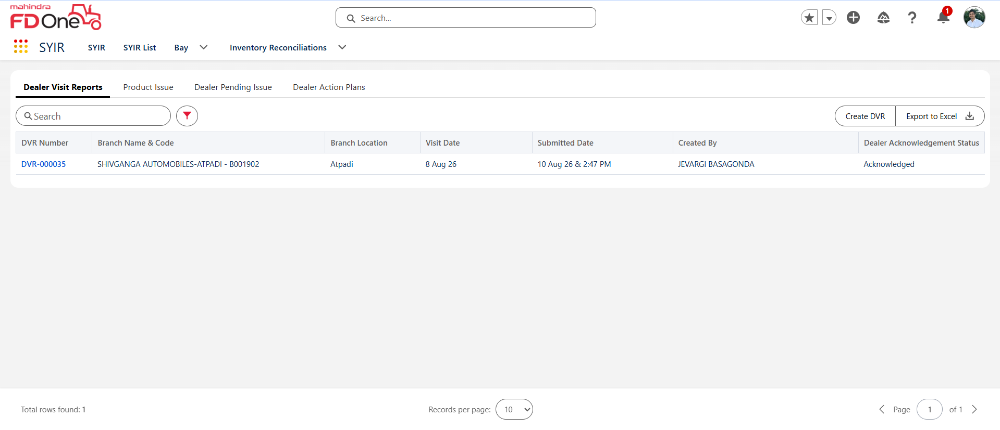 mahindra
FD One
Search...
1
SYIR
SYIR
SYIR List
Bay
Inventory Reconciliations
Dealer Visit Reports
Product Issue
Dealer Pending Issue
Dealer Action Plans
Search
Create DVR
Export to Excel
DVR Number
Branch Name & Code
Branch Location
Visit Date
Submitted Date
Created By
Dealer Acknowledgement Status
DVR-000035
SHIVGANGA AUTOMOBILES-ATPADI - B001902
Atpadi
8 Aug 26
10 Aug 26 & 2:47 PM
JEVARGI BASAGONDA
Acknowledged
Total rows found: 1
Records per page: 10
Page 1 of 1